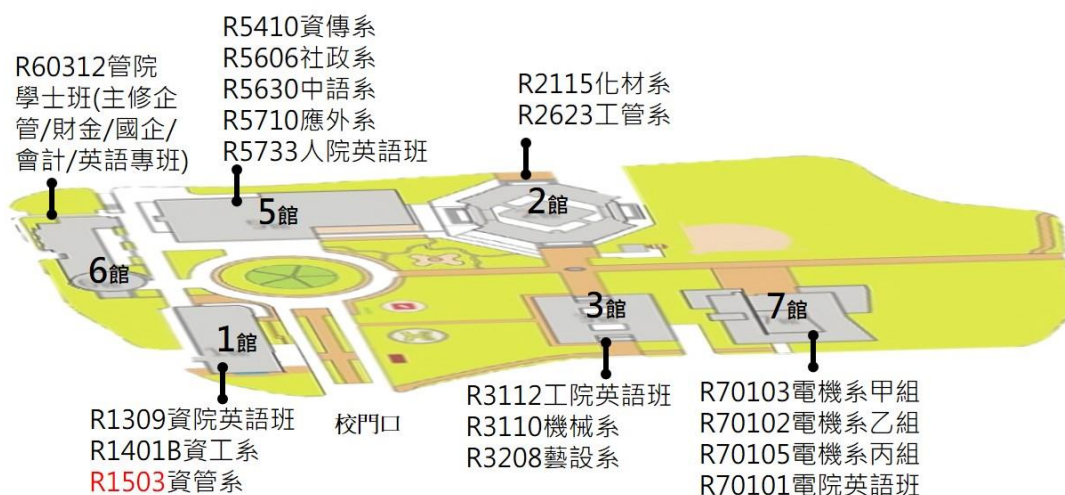 R60312管院
學士班(主修企
管/財金/國企/
會計/英語專班)
R5410資傳系
R5606社政系
R5630中語系
R5710應外系
R5733人院英語班
R2115化材系
R2623工管系
5館
2館
6館
3館
7館
1館
R1309資院英語班
R1401B資工系
R1503資管系
校門口
R3112工院英語班
R3110機械系
R3208藝設系
R70103電機系甲組
R70102電機系乙組
R70105電機系丙組
R70101電院英語班